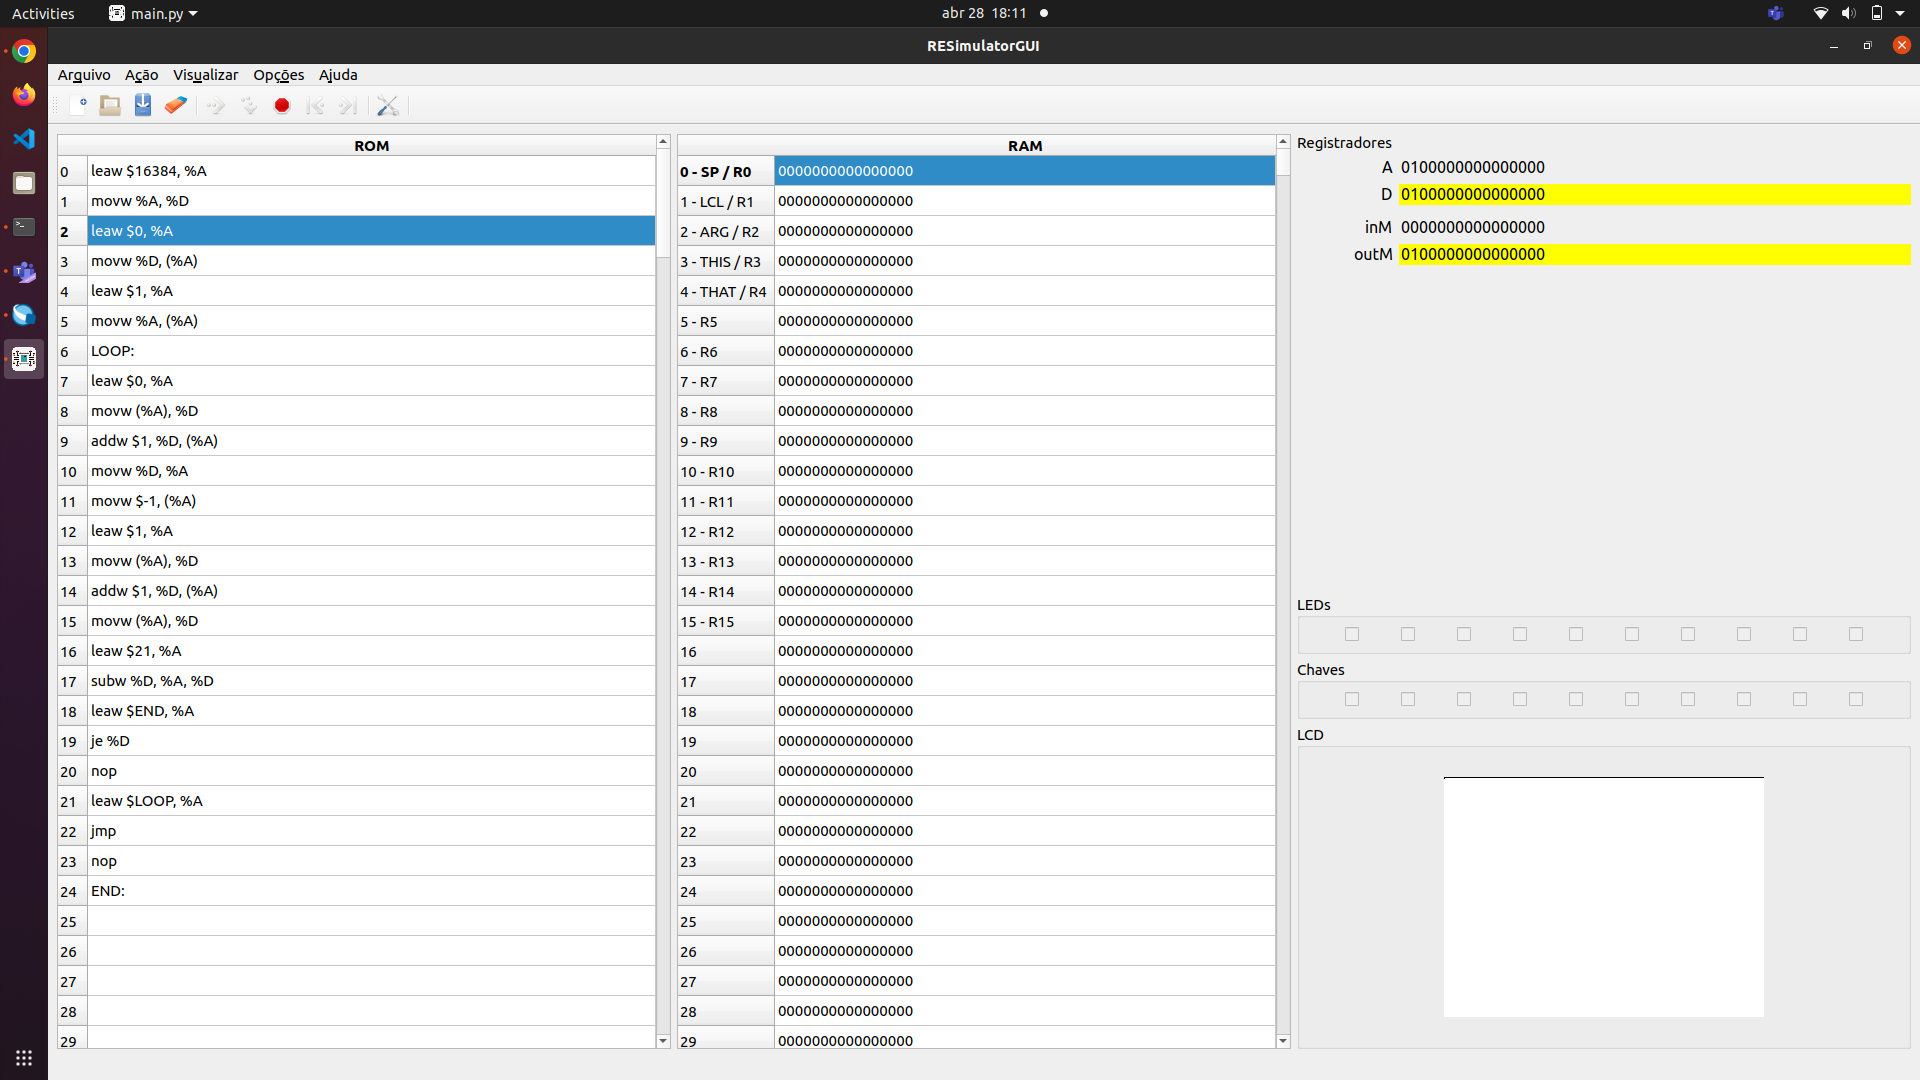 Activities main.py abr 28 18:11
RESimulatorGUI
Arquivo Ação Visualizar Opções Ajuda
ROM
0 leaw $16384, %A
1 movw %A, %D
2 leaw $0, %A
3 movw %D, (%A)
4 leaw $1, %A
5 movw %A, (%A)
6 LOOP:
7 leaw $0, %A
8 movw (%A), %D
9 addw $1, %D, (%A)
10 movw %D, %A
11 movw $-1, (%A)
12 leaw $1, %A
13 movw (%A), %D
14 addw $1, %D, (%A)
15 movw (%A), %D
16 leaw $21, %A
17 subw %D, %A, %D
18 leaw $END, %A
19 je %D
20 nop
21 leaw $LOOP, %A
22 jmp
23 nop
24 END:
25
26
27
28
29
RAM
0 - SP / R0 0000000000000000
1 - LCL / R1 0000000000000000
2 - ARG / R2 0000000000000000
3 - THIS / R3 0000000000000000
4 - THAT / R4 0000000000000000
5 - R5 0000000000000000
6 - R6 0000000000000000
7 - R7 0000000000000000
8 - R8 0000000000000000
9 - R9 0000000000000000
10 - R10 0000000000000000
11 - R11 0000000000000000
12 - R12 0000000000000000
13 - R13 0000000000000000
14 - R14 0000000000000000
15 - R15 0000000000000000
16 0000000000000000
17 0000000000000000
18 0000000000000000
19 0000000000000000
20 0000000000000000
21 0000000000000000
22 0000000000000000
23 0000000000000000
24 0000000000000000
25 0000000000000000
26 0000000000000000
27 0000000000000000
28 0000000000000000
29 0000000000000000
Registradores
A 0100000000000000
D 0100000000000000
inM 0000000000000000
outM 0100000000000000
LEDs
Chaves
LCD